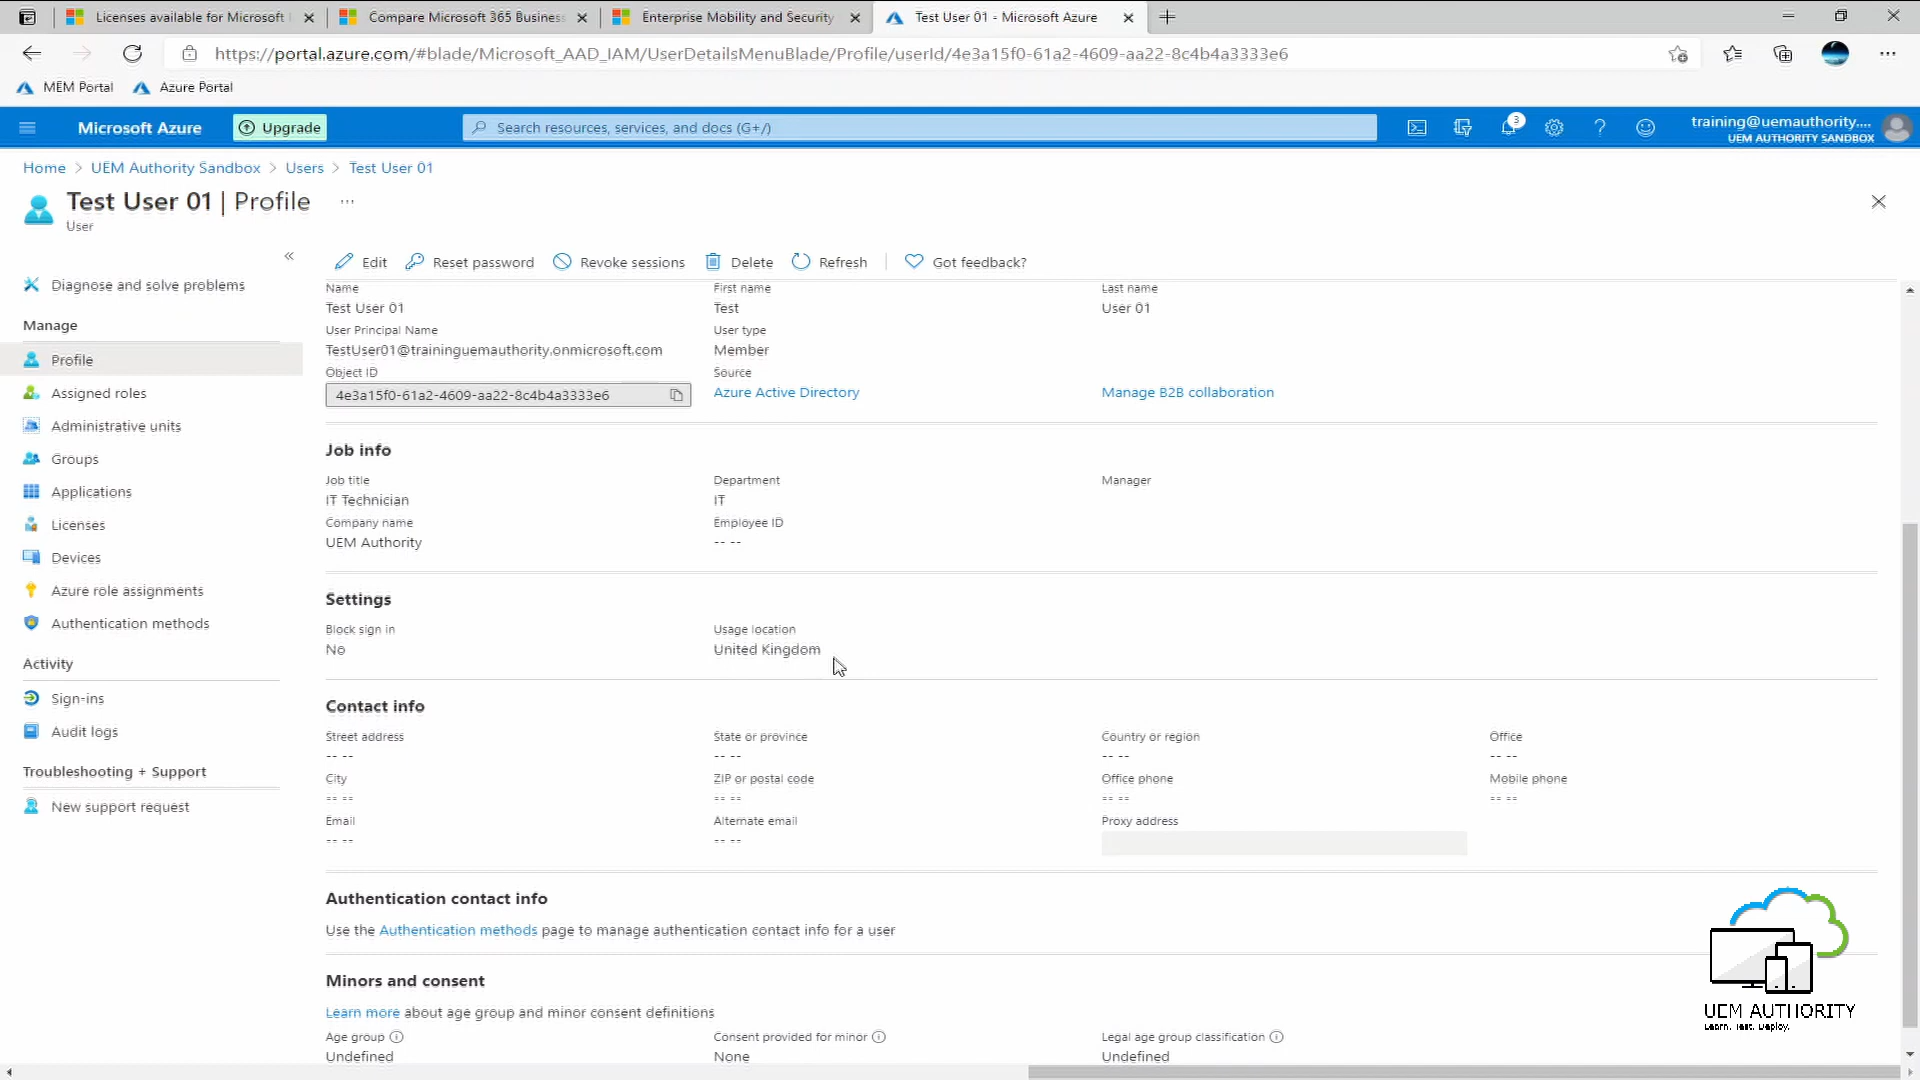 Licenses available for Microsoft
Compare Microsoft 365 Business
Enterprise Mobility and Security
Test User 01 - Microsoft Azure
https://portal.azure.com/#blade/Microsoft_AAD_IAM/UserDetailsMenuBlade/Profile/userId/4e3a15f0-61a2-4609-aa22-8c4b4a3333e6
MEM Portal
Azure Portal
Microsoft Azure
Upgrade
Search resources, services, and docs (G+/)
3
training@uemauthority....
UEM AUTHORITY SANDBOX
Home > UEM Authority Sandbox > Users > Test User 01
Test User 01 | Profile ...
User
Diagnose and solve problems
Manage
Profile
Assigned roles
Administrative units
Groups
Applications
Licenses
Devices
Azure role assignments
Authentication methods
Activity
Sign-ins
Audit logs
Troubleshooting + Support
New support request
Edit
Reset password
Revoke sessions
Delete
Refresh
Got feedback?
Name
Test User 01
First name
Test
Last name
User 01
User Principal Name
TestUser01@traininguemauthority.onmicrosoft.com
User type
Member
Object ID
4e3a15f0-61a2-4609-aa22-8c4b4a3333e6
Source
Azure Active Directory
Manage B2B collaboration
Job info
Job title
IT Technician
Department
IT
Manager
Company name
UEM Authority
Employee ID
-- --
Settings
Block sign in
No
Usage location
United Kingdom
Contact info
Street address
-- --
State or province
-- --
Country or region
-- --
Office
-- --
City
-- --
ZIP or postal code
-- --
Office phone
-- --
Mobile phone
-- --
Email
-- --
Alternate email
-- --
Proxy address
Authentication contact info
Use the Authentication methods page to manage authentication contact info for a user
Minors and consent
Learn more about age group and minor consent definitions
Age group
Undefined
Consent provided for minor
None
Legal age group classification
Undefined
UEM AUTHORITY
Learn. Test. Deploy.